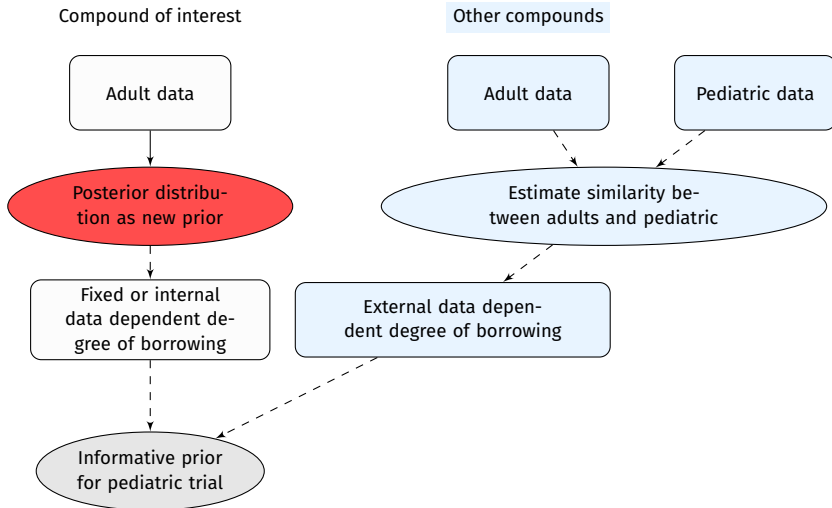 Compound of interest
Other compounds
Adult data
Adult data
Pediatric data
Posterior distribu-
tion as new prior
Estimate similarity be-
tween adults and pediatric
Fixed or internal
data dependent de-
gree of borrowing
External data depen-
dent degree of borrowing
Informative prior
for pediatric trial